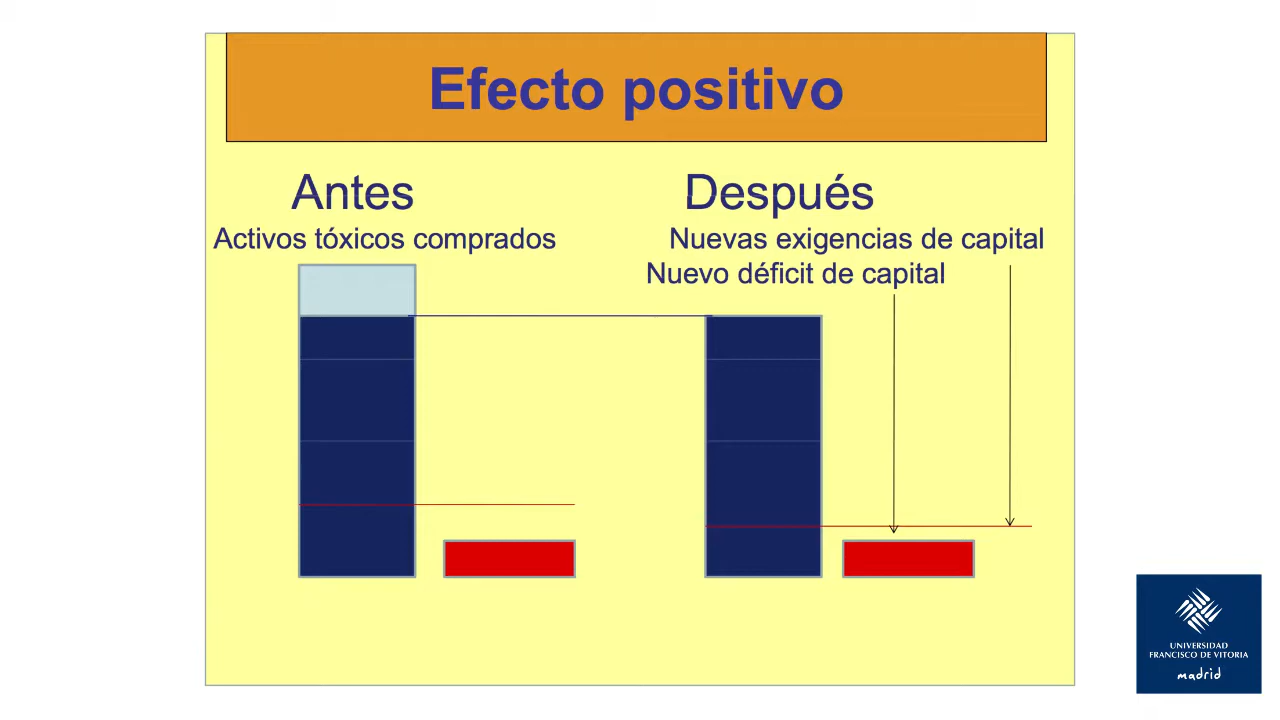 Efecto positivo
Antes
Después
Activos tóxicos comprados
Nuevas exigencias de capital
Nuevo déficit de capital
UNIVERSIDAD
FRANCISCO DE VITORIA
madrid